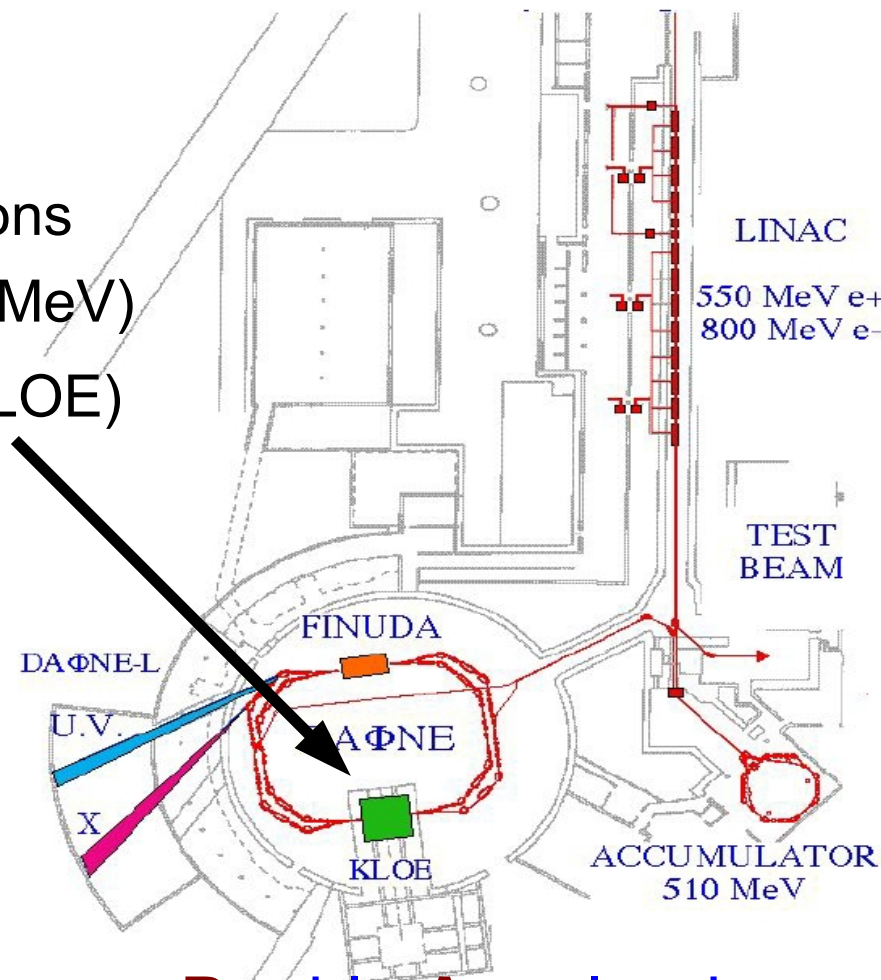 ons
MeV)
LOE)
LINAC
550 MeV e+
800 MeV e-
TEST
BEAM
FINUDA
DAΦNE-L
U.V.
AΦNE
X
KLOE
ACCUMULATOR
510 MeV